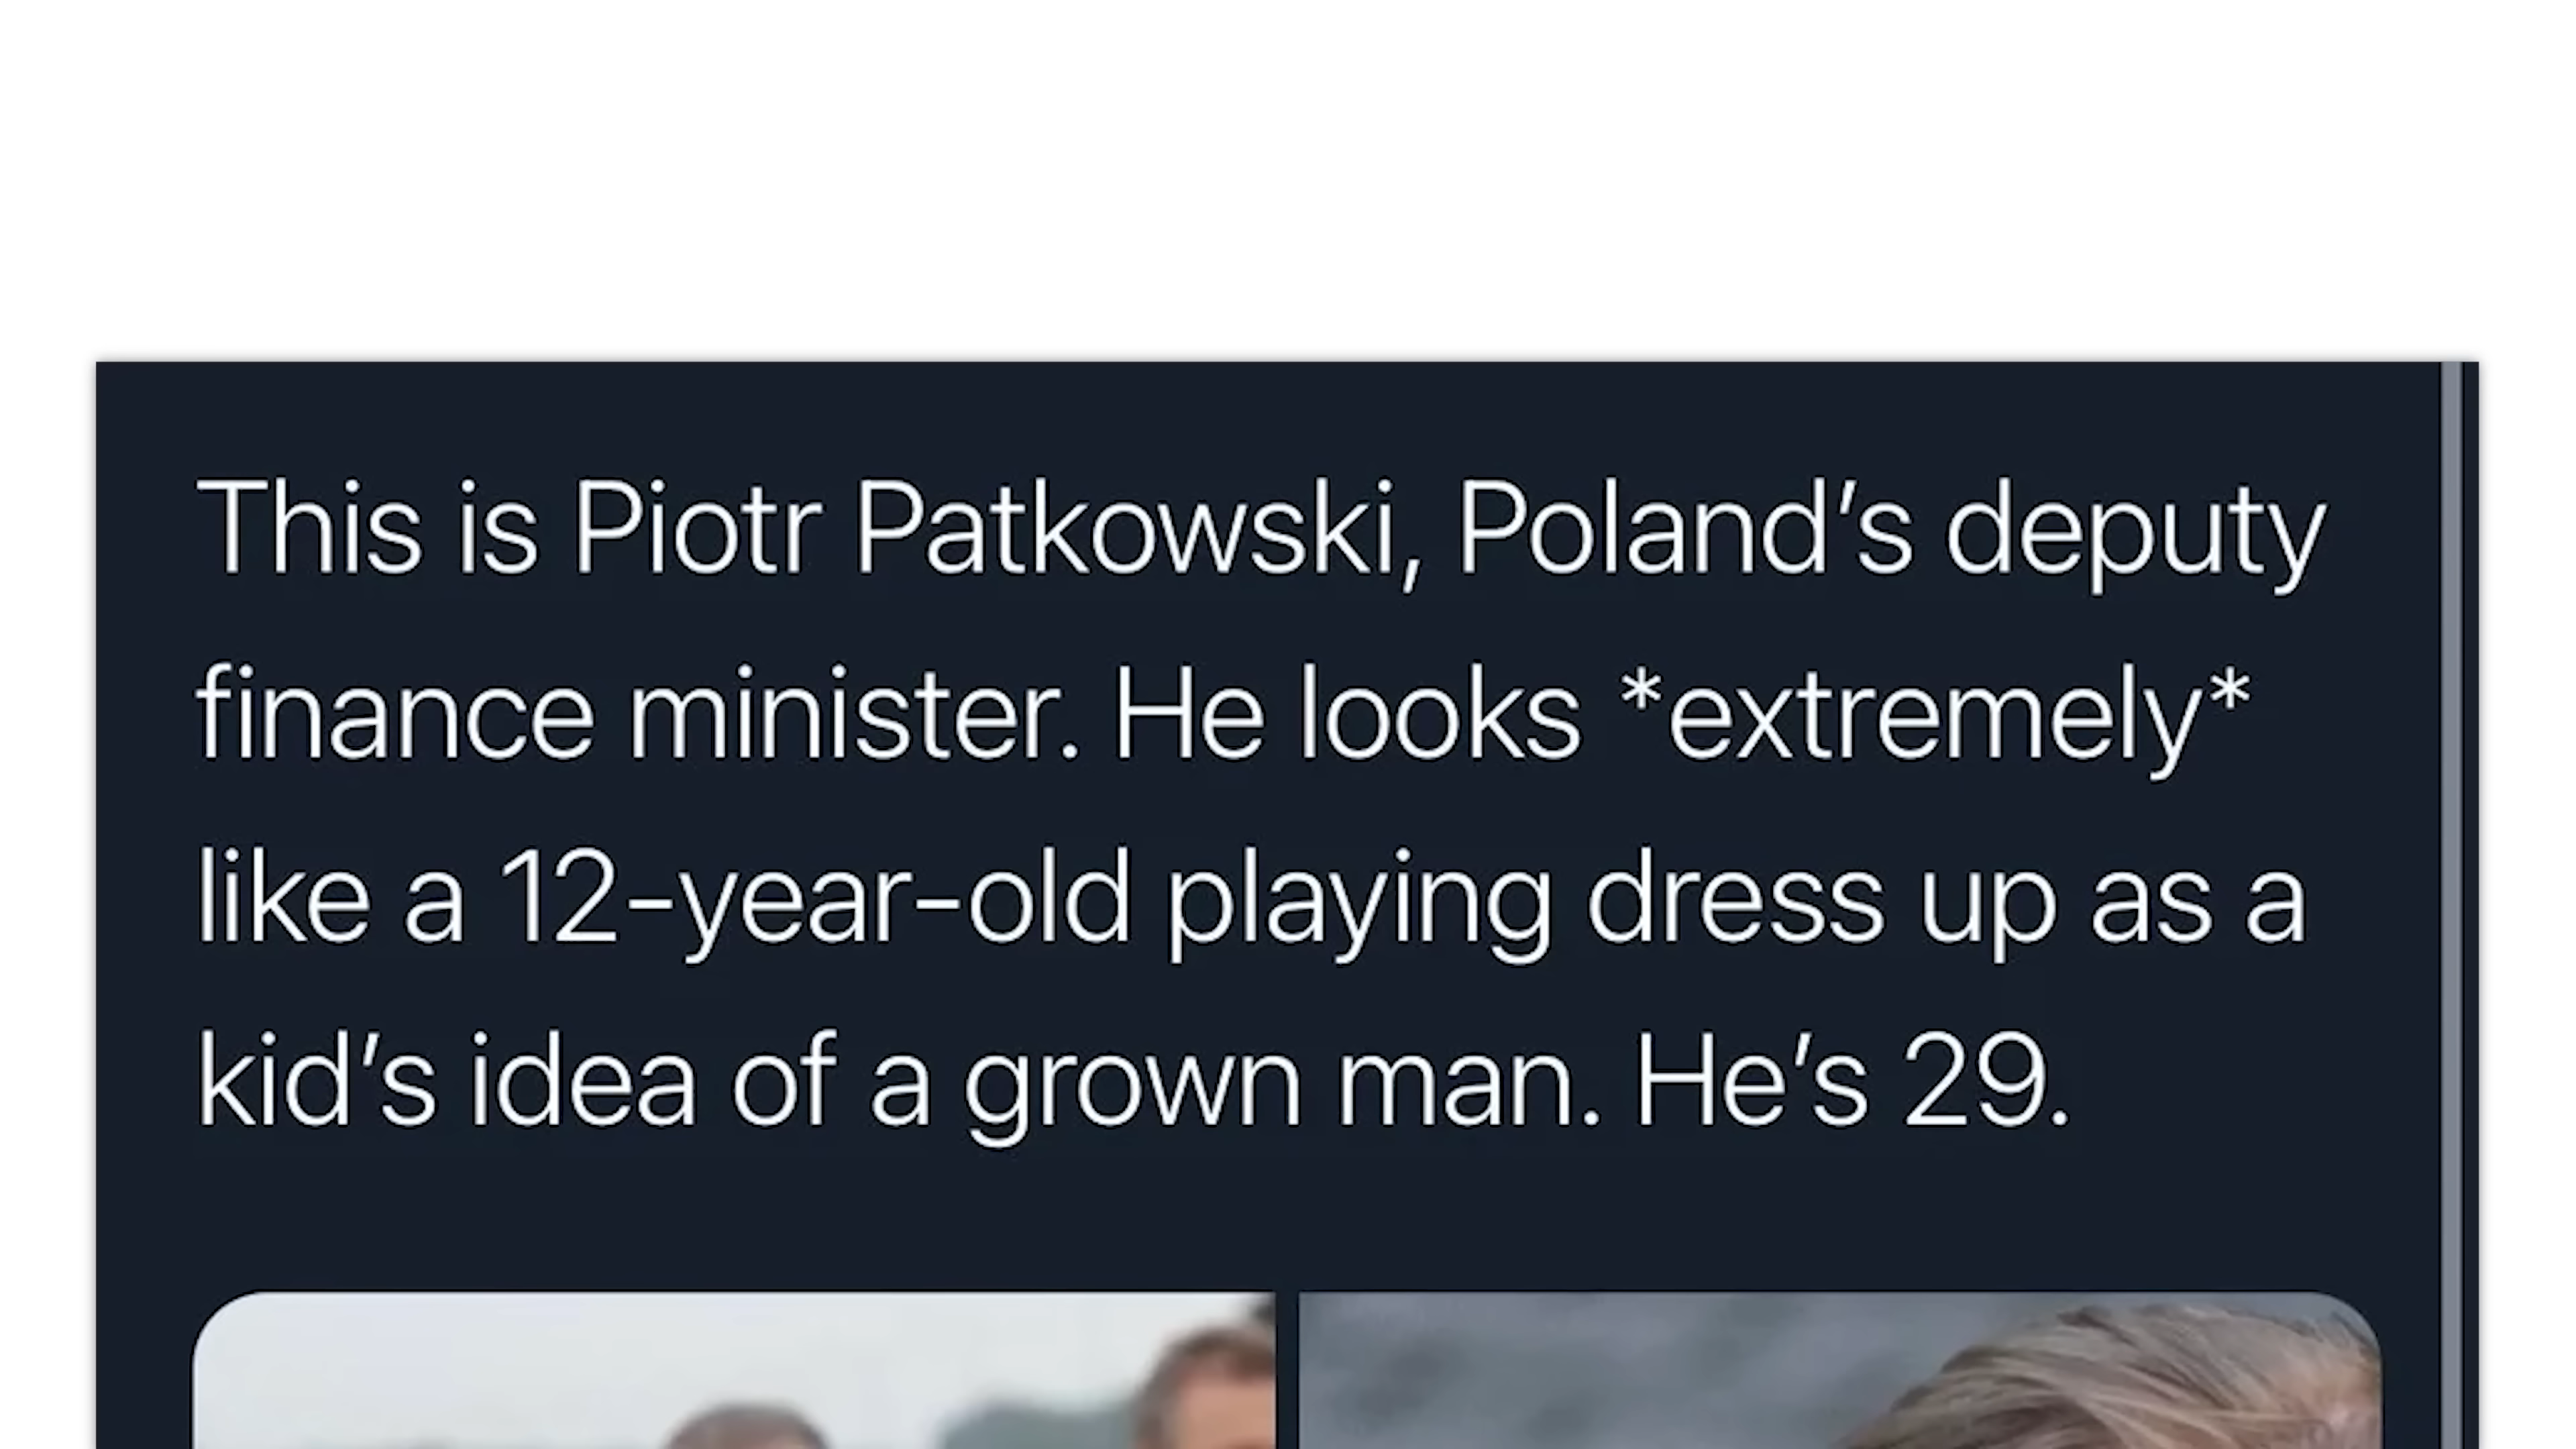 This is Piotr Patkowski, Poland’s deputy
finance minister. He looks *extremely*
like a 12-year-old playing dress up as a
kid’s idea of a grown man. He’s 29.